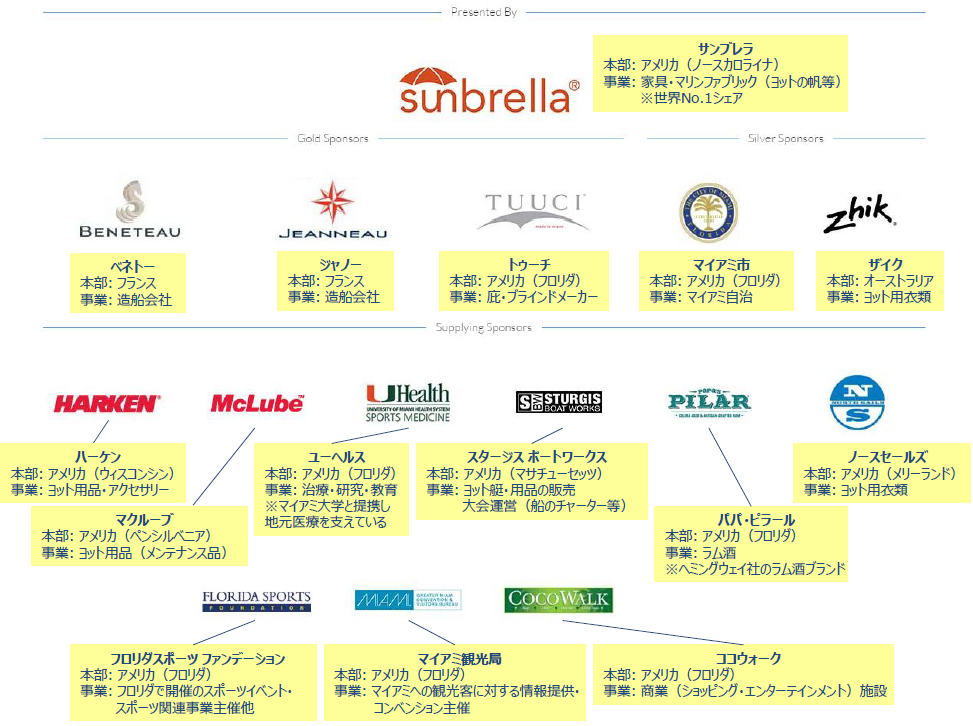 Presented By
sunbrella®
サンブレラ
本部: アメリカ（ノースカロライナ）
事業: 家具・マリンファブリック（ヨットの帆等）
※世界No.1シェア
Gold Sponsors
Silver Sponsors
BENETEAU
JEANNEAU
TUUCI
zhik
ベネトー
本部: フランス
事業: 造船会社
ジャノー
本部: フランス
事業: 造船会社
トゥーチ
本部: アメリカ（フロリダ）
事業: 庇・ブラインドメーカー
マイアミ市
本部: アメリカ（フロリダ）
事業: マイアミ自治
ザイク
本部: オーストラリア
事業: ヨット用衣類
Supplying Sponsors
HARKEN
McLube
UHealth
UNIVERSITY OF MIAMI HEALTH SYSTEM
SPORTS MEDICINE
SBW STURGIS
BOAT WORKS
PAPA'S
PILAR
N
NORTH SAILS
S
ハーケン
本部: アメリカ（ウィスコンシン）
事業: ヨット用品・アクセサリー
マクルーブ
本部: アメリカ（ペンシルベニア）
事業: ヨット用品（メンテナンス品）
ユーヘルス
本部: アメリカ（フロリダ）
事業: 治療・研究・教育
※マイアミ大学と提携し
地元医療を支えている
スタージス ボートワークス
本部: アメリカ（マサチューセッツ）
事業: ヨット艇・用品の販売
大会運営（船のチャーター等）
パパ・ピラール
本部: アメリカ（フロリダ）
事業: ラム酒
※ヘミングウェイ社のラム酒ブランド
ノースセールズ
本部: アメリカ（メリーランド）
事業: ヨット用衣類
FLORIDA SPORTS
FOUNDATION
MIAMI
GREATER MIAMI
CONVENTION &
VISITORS BUREAU
COCOWALK
フロリダスポーツ ファンデーション
本部: アメリカ（フロリダ）
事業: フロリダで開催のスポーツイベント・
スポーツ関連事業主催他
マイアミ観光局
本部: アメリカ（フロリダ）
事業: マイアミへの観光客に対する情報提供・
コンベンション主催
ココウォーク
本部: アメリカ（フロリダ）
事業: 商業（ショッピング・エンターテインメント）施設